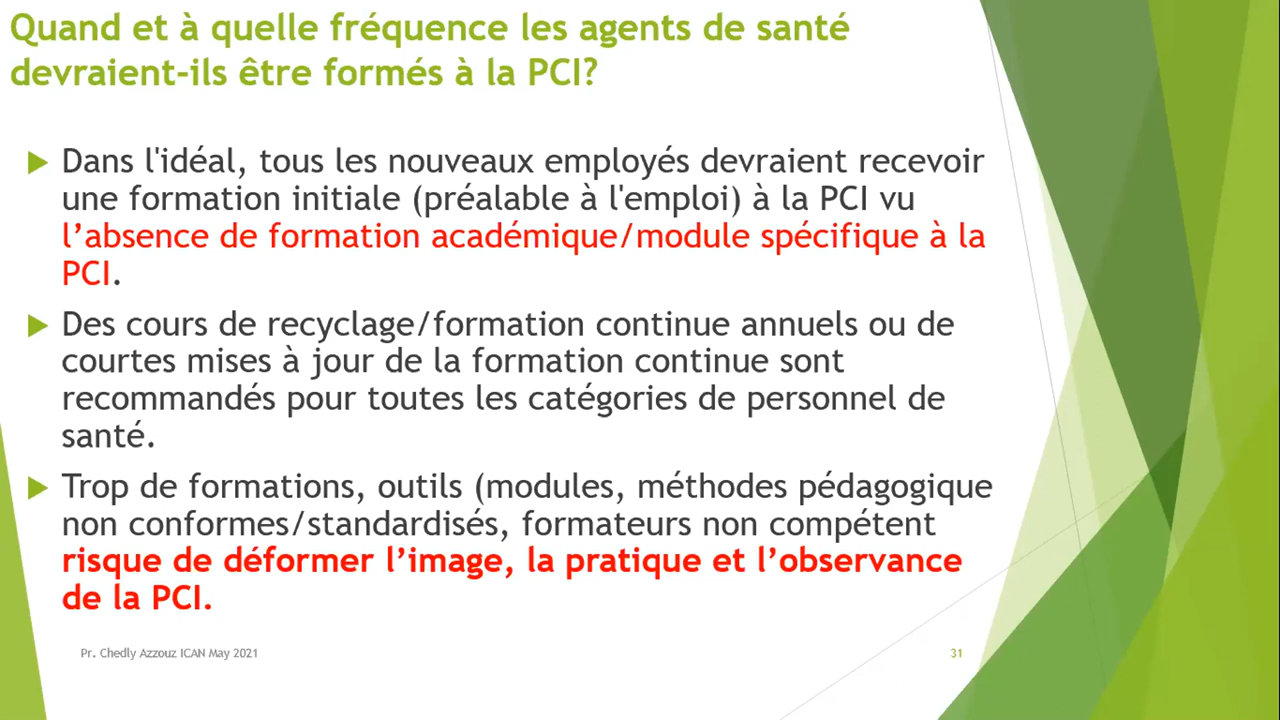 Quand et à quelle fréquence les agents de santé
devraient-ils être formés à la PCI?
Dans l'idéal, tous les nouveaux employés devraient recevoir
une formation initiale (préalable à l'emploi) à la PCI vu
l’absence de formation académique/module spécifique à la
PCI.
Des cours de recyclage/formation continue annuels ou de
courtes mises à jour de la formation continue sont
recommandés pour toutes les catégories de personnel de
santé.
Trop de formations, outils (modules, méthodes pédagogique
non conformes/standardisés, formateurs non compétent
risque de déformer l’image, la pratique et l’observance
de la PCI.
Pr. Chedly Azzouz ICAN May 2021
31